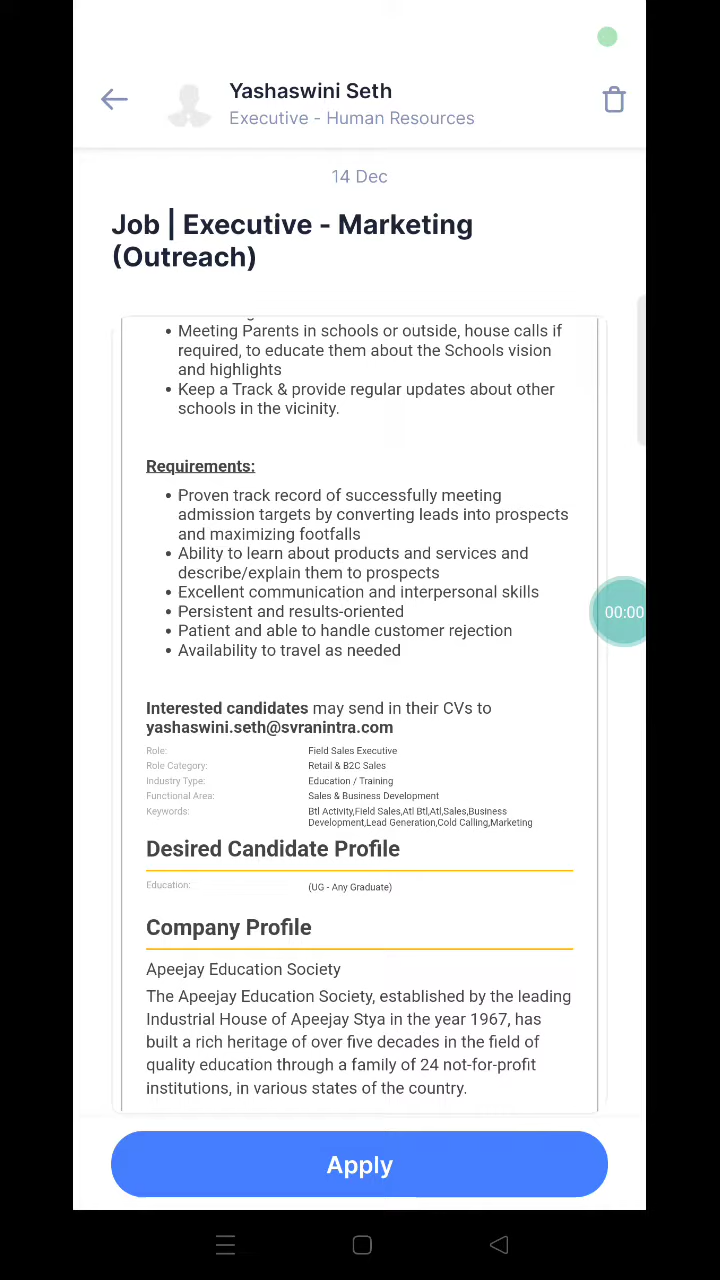 Yashaswini Seth
Executive - Human Resources
14 Dec
Job | Executive - Marketing
(Outreach)
• Meeting Parents in schools or outside, house calls if
required, to educate them about the Schools vision
and highlights
• Keep a Track & provide regular updates about other
schools in the vicinity.
Requirements:
• Proven track record of successfully meeting
admission targets by converting leads into prospects
and maximizing footfalls
• Ability to learn about products and services and
describe/explain them to prospects
• Excellent communication and interpersonal skills
• Persistent and results-oriented
• Patient and able to handle customer rejection
• Availability to travel as needed
00:00
Interested candidates may send in their CVs to
yashaswini.seth@svranintra.com
Role: Field Sales Executive
Role Category: Retail & B2C Sales
Industry Type: Education / Training
Functional Area: Sales & Business Development
Keywords: Btl Activity,Field Sales,Atl Btl,Atl,Sales,Business
Development,Lead Generation,Cold Calling,Marketing
Desired Candidate Profile
Education: (UG - Any Graduate)
Company Profile
Apeejay Education Society
The Apeejay Education Society, established by the leading
Industrial House of Apeejay Stya in the year 1967, has
built a rich heritage of over five decades in the field of
quality education through a family of 24 not-for-profit
institutions, in various states of the country.
Apply